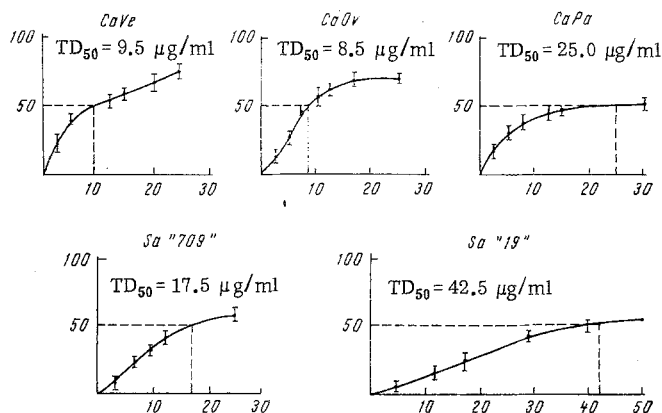 CaVe
100
TD50 = 9.5 μg/ml
50
10 20 30
CaOv
100
TD50 = 8.5 μg/ml
50
10 20 30
CaPa
100
TD50 = 25.0 μg/ml
50
10 20 30
Sa "709"
100
TD50 = 17.5 μg/ml
50
10 20 30
Sa "19"
100
TD50 = 42.5 μg/ml
50
10 20 30 40 50